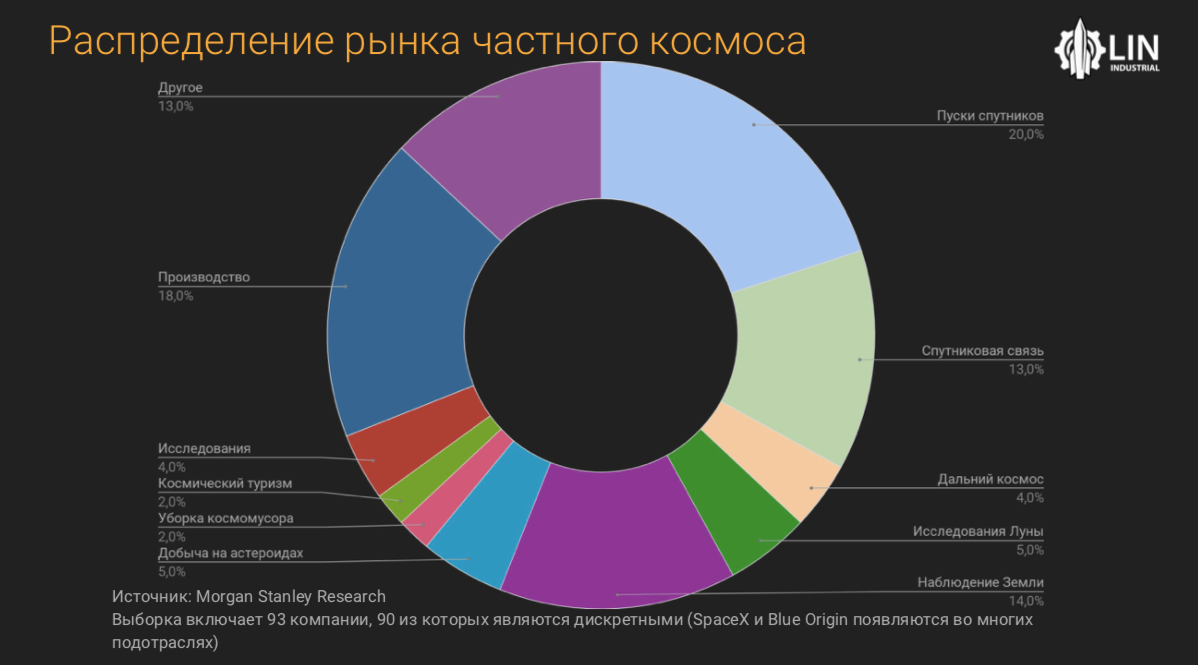 Распределение рынка частного космоса
LIN
INDUSTRIAL
Другое
13,0%
Пуски спутников
20,0%
Производство
18,0%
Спутниковая связь
13,0%
Исследования
4,0%
Космический туризм
2,0%
Уборка космомусора
2,0%
Добыча на астероидах
5,0%
Дальний космос
4,0%
Исследования Луны
5,0%
Наблюдение Земли
14,0%
Источник: Morgan Stanley Research
Выборка включает 93 компании, 90 из которых являются дискретными (SpaceX и Blue Origin появляются во многих
подотраслях)